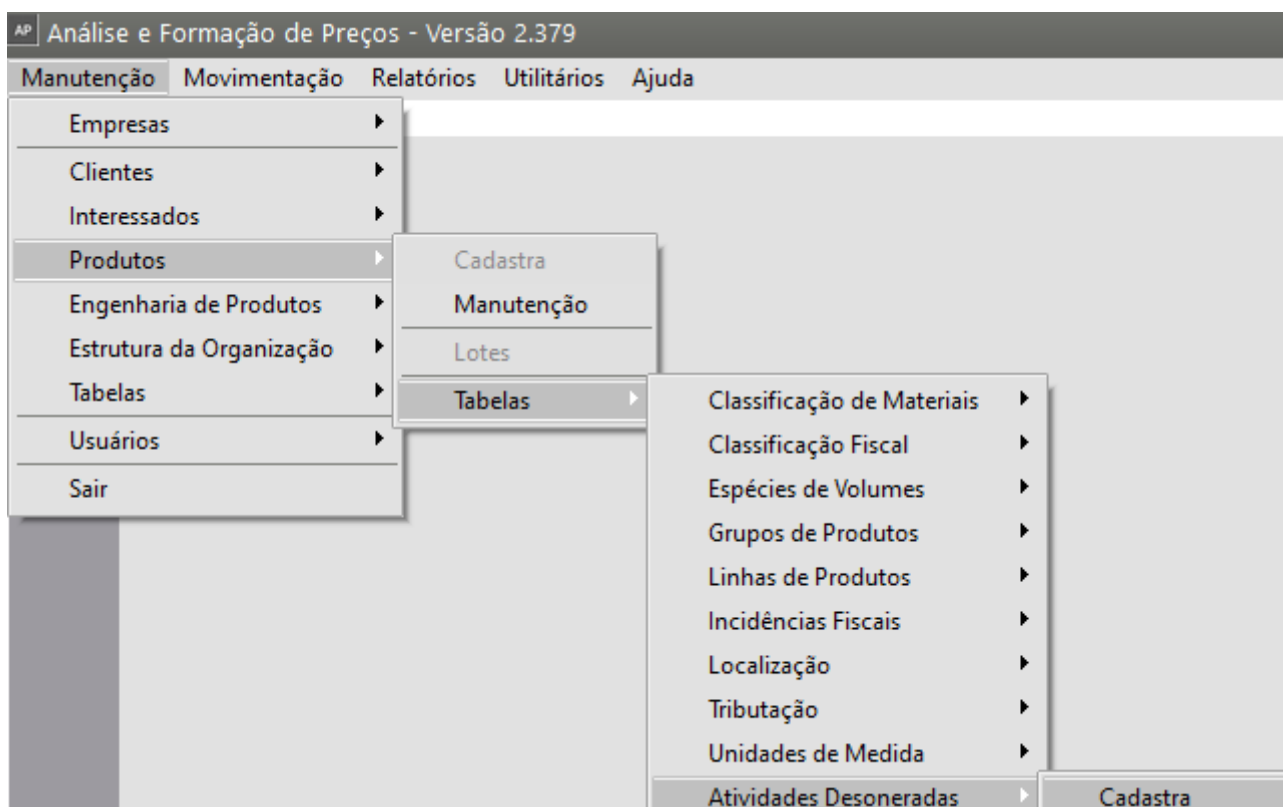 AP Análise e Formação de Preços - Versão 2.379
Manutenção Movimentação Relatórios Utilitários Ajuda
Empresas
Clientes
Interessados
Produtos
Engenharia de Produtos
Estrutura da Organização
Tabelas
Usuários
Sair
Cadastra
Manutenção
Lotes
Tabelas
Classificação de Materiais
Classificação Fiscal
Espécies de Volumes
Grupos de Produtos
Linhas de Produtos
Incidências Fiscais
Localização
Tributação
Unidades de Medida
Atividades Desoneradas
Cadastra